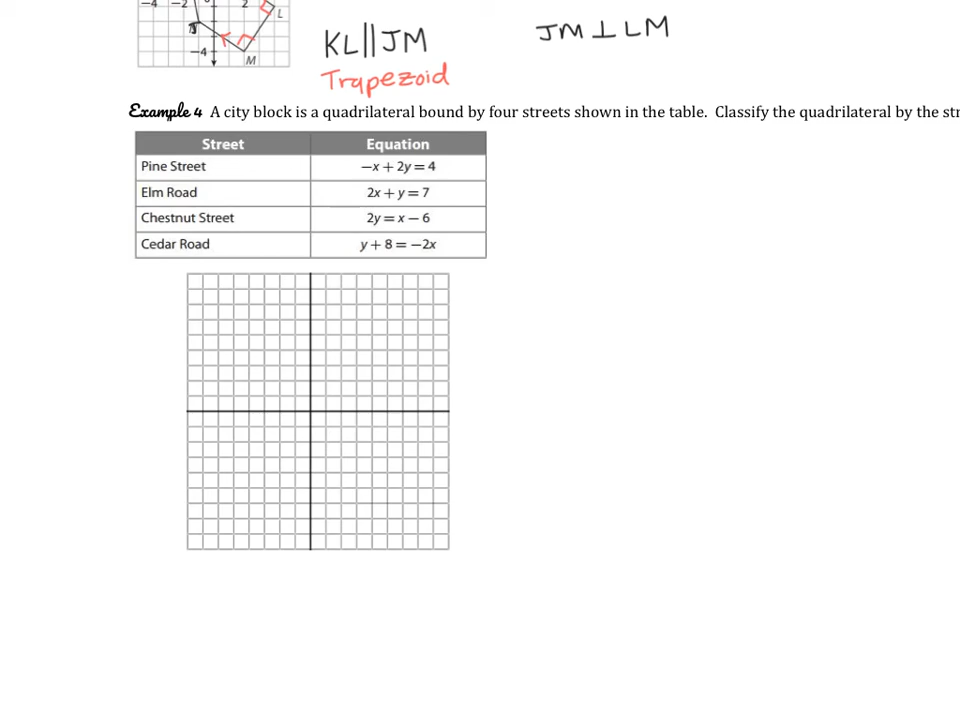 −4 −2 2 L
−4
M
KL||JM
JM⊥LM
Trapezoid
Example 4 A city block is a quadrilateral bound by four streets shown in the table. Classify the quadrilateral by the str
Street Equation
Pine Street −x + 2y = 4
Elm Road 2x + y = 7
Chestnut Street 2y = x − 6
Cedar Road y + 8 = −2x